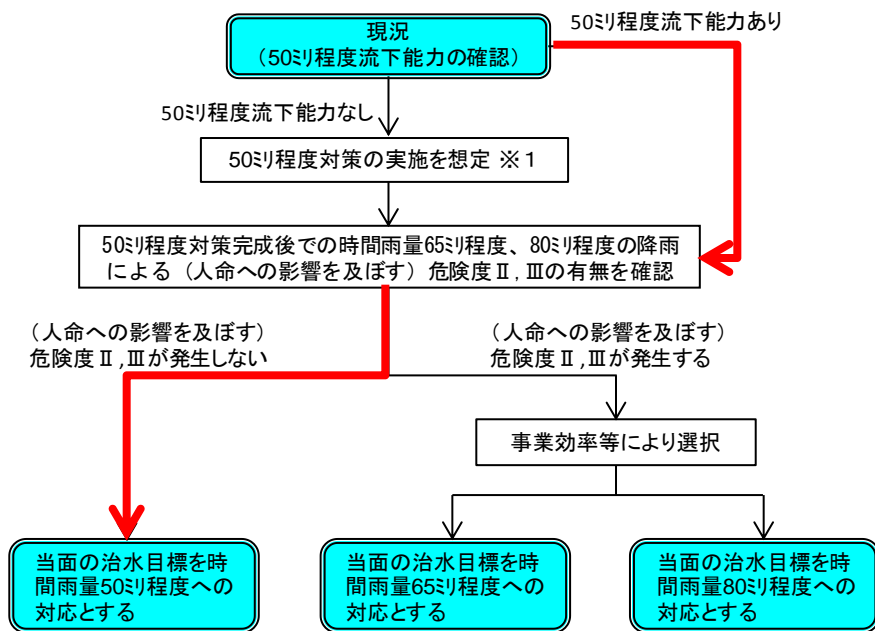 現況
(50ミリ程度流下能力の確認)
50ミリ程度流下能力あり
50ミリ程度流下能力なし
50ミリ程度対策の実施を想定 ※1
50ミリ程度対策完成後での時間雨量65ミリ程度、80ミリ程度の降雨
による(人命への影響を及ぼす)危険度Ⅱ,Ⅲの有無を確認
(人命への影響を及ぼす)
危険度Ⅱ,Ⅲが発生しない
(人命への影響を及ぼす)
危険度Ⅱ,Ⅲが発生する
事業効率等により選択
当面の治水目標を時
間雨量50ミリ程度への
対応とする
当面の治水目標を時
間雨量65ミリ程度への
対応とする
当面の治水目標を時
間雨量80ミリ程度への
対応とする